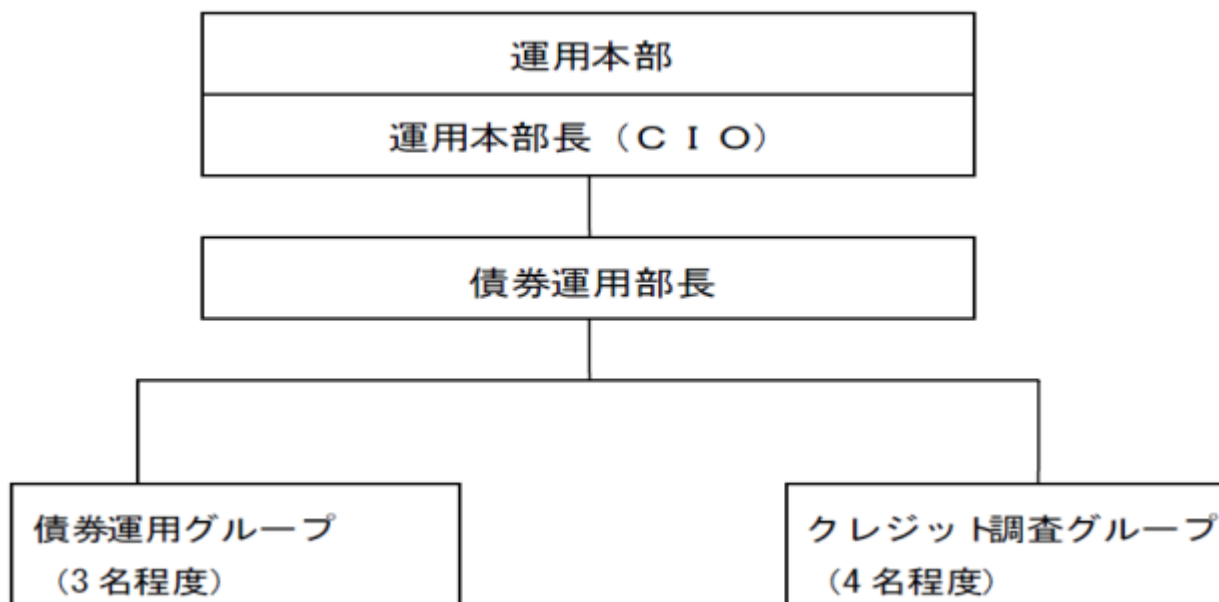 運用本部
運用本部長（ＣＩＯ）
債券運用部長
債券運用グループ
（3 名程度）
クレジット調査グループ
（4 名程度）